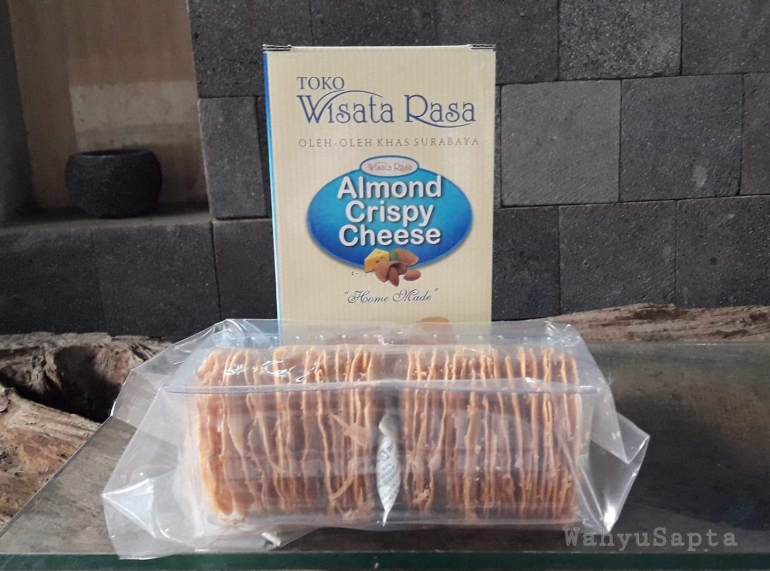 TOKO
Wisata Rasa
OLEH-OLEH KHAS SURABAYA
Wisata Rasa
Almond
Crispy
Cheese
"Home Made"
WahyuSapta